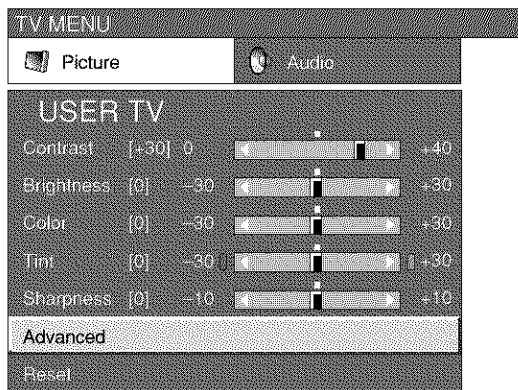 TV MENU
Picture Audio
USER TV
Contrast [+30] 0 +40
Brightness [0] −30 +30
Color [0] −30 +30
Tint [0] −30 +30
Sharpness [0] −10 +10
Advanced
Reset